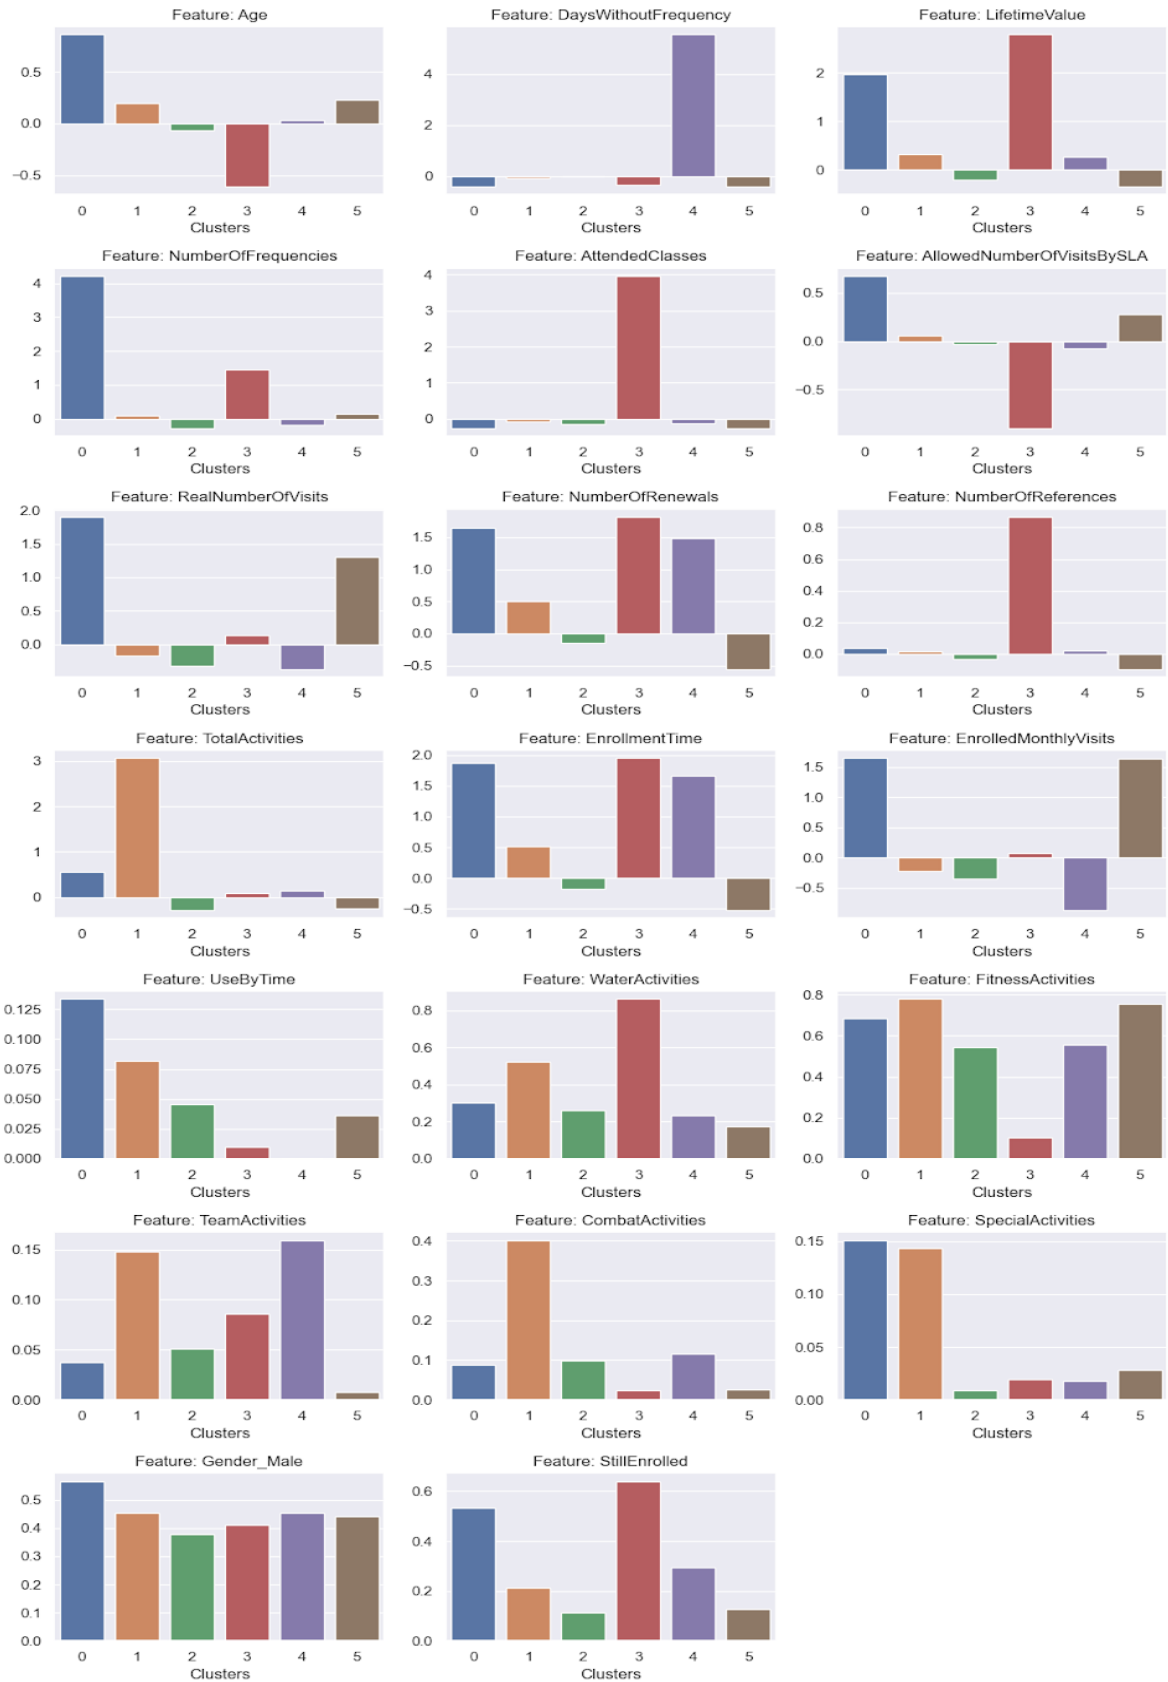 Feature: Age
0.5
0.0
−0.5
0 1 2 3 4 5
Clusters
Feature: DaysWithoutFrequency
4
2
0
0 1 2 3 4 5
Clusters
Feature: LifetimeValue
2
1
0
0 1 2 3 4 5
Clusters
Feature: NumberOfFrequencies
4
3
2
1
0
0 1 2 3 4 5
Clusters
Feature: AttendedClasses
4
3
2
1
0
0 1 2 3 4 5
Clusters
Feature: AllowedNumberOfVisitsBySLA
0.5
0.0
−0.5
0 1 2 3 4 5
Clusters
Feature: RealNumberOfVisits
2.0
1.5
1.0
0.5
0.0
0 1 2 3 4 5
Clusters
Feature: NumberOfRenewals
1.5
1.0
0.5
0.0
−0.5
0 1 2 3 4 5
Clusters
Feature: NumberOfReferences
0.8
0.6
0.4
0.2
0.0
0 1 2 3 4 5
Clusters
Feature: TotalActivities
3
2
1
0
0 1 2 3 4 5
Clusters
Feature: EnrollmentTime
2.0
1.5
1.0
0.5
0.0
−0.5
0 1 2 3 4 5
Clusters
Feature: EnrolledMonthlyVisits
1.5
1.0
0.5
0.0
−0.5
0 1 2 3 4 5
Clusters
Feature: UseByTime
0.125
0.100
0.075
0.050
0.025
0.000
0 1 2 3 4 5
Clusters
Feature: WaterActivities
0.8
0.6
0.4
0.2
0.0
0 1 2 3 4 5
Clusters
Feature: FitnessActivities
0.8
0.6
0.4
0.2
0.0
0 1 2 3 4 5
Clusters
Feature: TeamActivities
0.15
0.10
0.05
0.00
0 1 2 3 4 5
Clusters
Feature: CombatActivities
0.4
0.3
0.2
0.1
0.0
0 1 2 3 4 5
Clusters
Feature: SpecialActivities
0.15
0.10
0.05
0.00
0 1 2 3 4 5
Clusters
Feature: Gender_Male
0.5
0.4
0.3
0.2
0.1
0.0
0 1 2 3 4 5
Clusters
Feature: StillEnrolled
0.6
0.4
0.2
0.0
0 1 2 3 4 5
Clusters